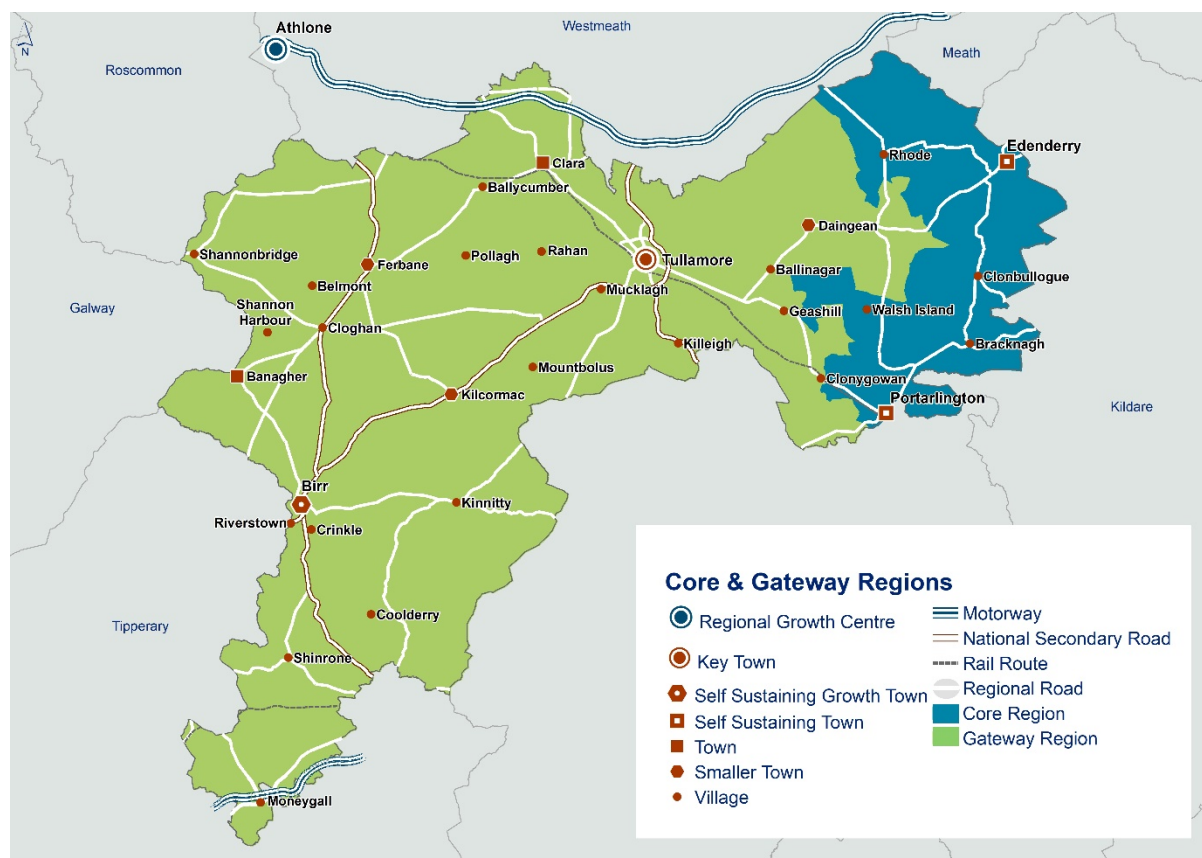 Athlone
Westmeath
N
Roscommon
Meath
Edenderry
Rhode
Clara
Ballycumber
Daingean
Shannonbridge
Pollagh
Rahan
Tullamore
Ferbane
Ballinagar
Clonbullogue
Belmont
Mucklagh
Galway
Shannon
Harbour
Geashill
Walsh Island
Cloghan
Killeigh
Bracknagh
Mountbolus
Banagher
Clonygowan
Kilcormac
Portarlington
Kildare
Birr
Kinnitty
Riverstown
Crinkle
Tipperary
Coolderry
Shinrone
Moneygall
Core & Gateway Regions
Regional Growth Centre
Key Town
Self Sustaining Growth Town
Self Sustaining Town
Town
Smaller Town
Village
Motorway
National Secondary Road
Rail Route
Regional Road
Core Region
Gateway Region